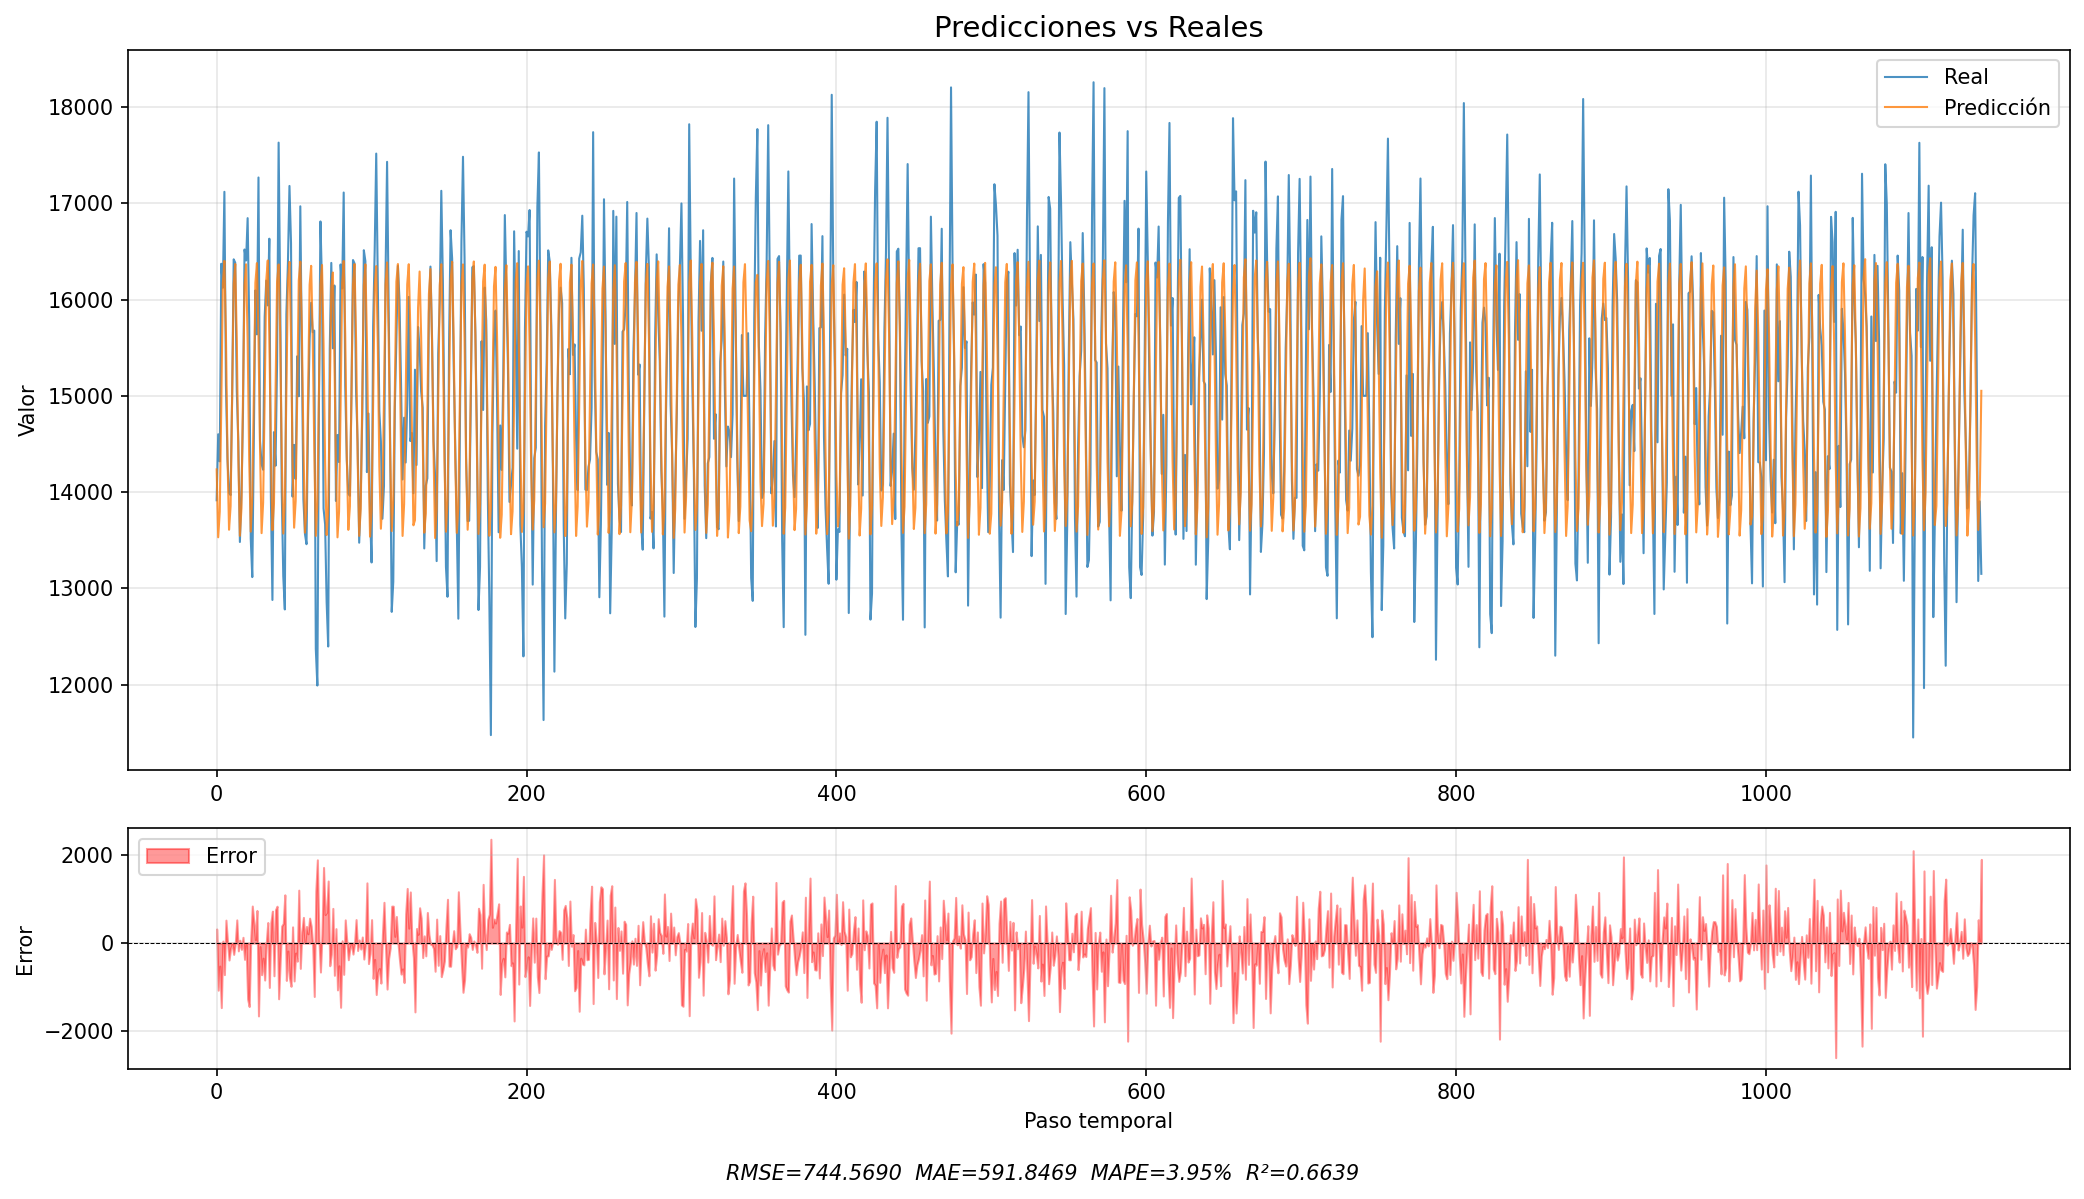 Predicciones vs Reales
Real
Predicción
Valor
18000
17000
16000
15000
14000
13000
12000
0 200 400 600 800 1000
Error
Error
2000
0
−2000
0 200 400 600 800 1000
Paso temporal
RMSE=744.5690 MAE=591.8469 MAPE=3.95% R²=0.6639